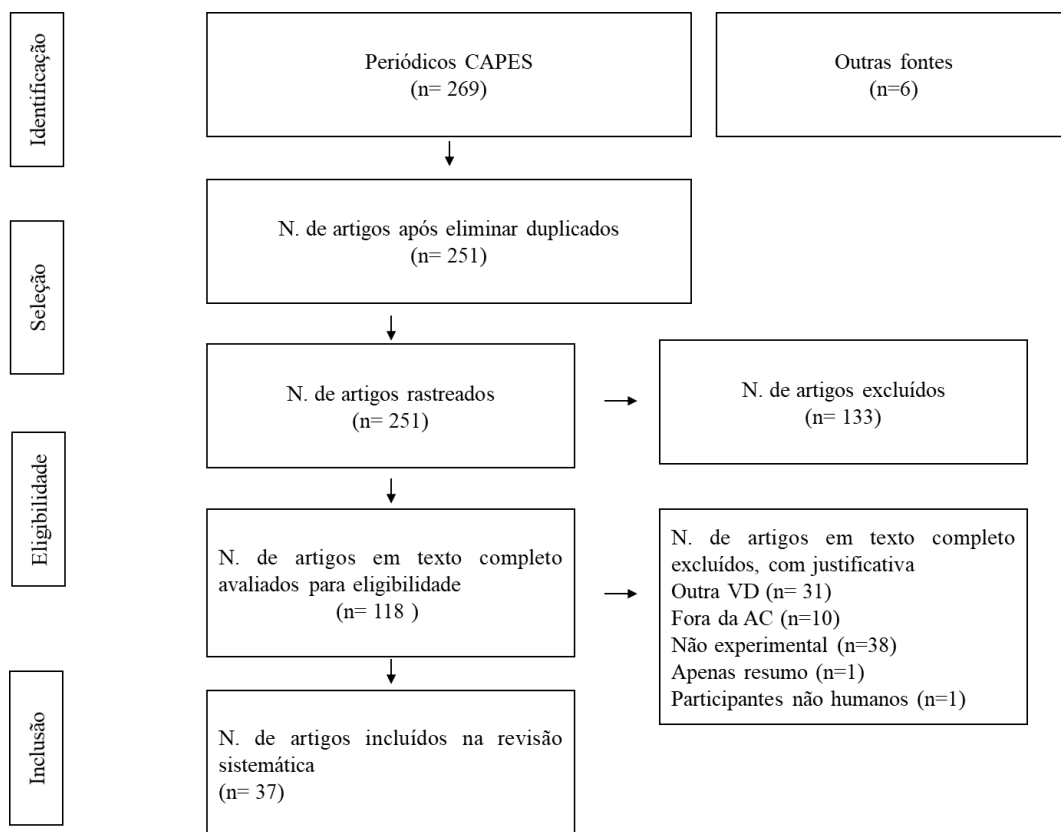 Identificação
Periódicos CAPES
(n= 269)
Outras fontes
(n=6)
Seleção
N. de artigos após eliminar duplicados
(n= 251)
N. de artigos rastreados
(n= 251)
N. de artigos excluídos
(n= 133)
Eligibilidade
N. de artigos em texto completo
avaliados para eligibilidade
(n= 118 )
N. de artigos em texto completo
excluídos, com justificativa
Outra VD (n= 31)
Fora da AC (n=10)
Não experimental (n=38)
Apenas resumo (n=1)
Participantes não humanos (n=1)
Inclusão
N. de artigos incluídos na revisão
sistemática
(n= 37)